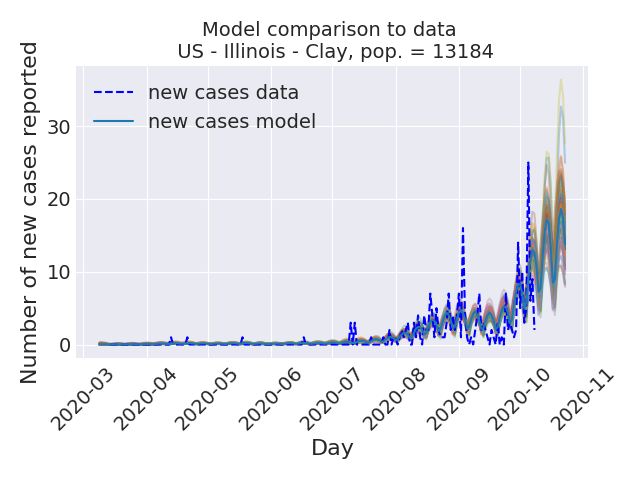 Model comparison to data
US - Illinois - Clay, pop. = 13184
Number of new cases reported
new cases data
new cases model
30
20
10
0
2020-03
2020-04
2020-05
2020-06
2020-07
2020-08
2020-09
2020-10
2020-11
Day